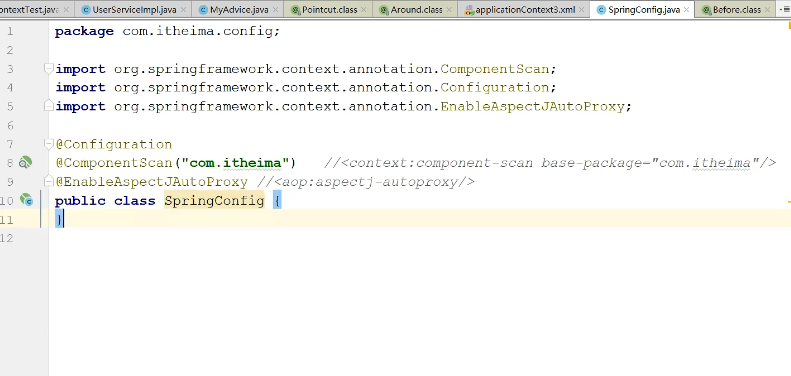 ontextTest.java UserServiceImpl.java MyAdvice.java Pointcut.class Around.class applicationContext3.xml SpringConfig.java Before.class
1 package com.itheima.config;
2
3 import org.springframework.context.annotation.ComponentScan;
4 import org.springframework.context.annotation.Configuration;
5 import org.springframework.context.annotation.EnableAspectJAutoProxy;
6
7 @Configuration
8 @ComponentScan("com.itheima") //<context:component-scan base-package="com.itheima"/>
9 @EnableAspectJAutoProxy //<aop:aspectj-autoproxy/>
10 public class SpringConfig {
11 }
12